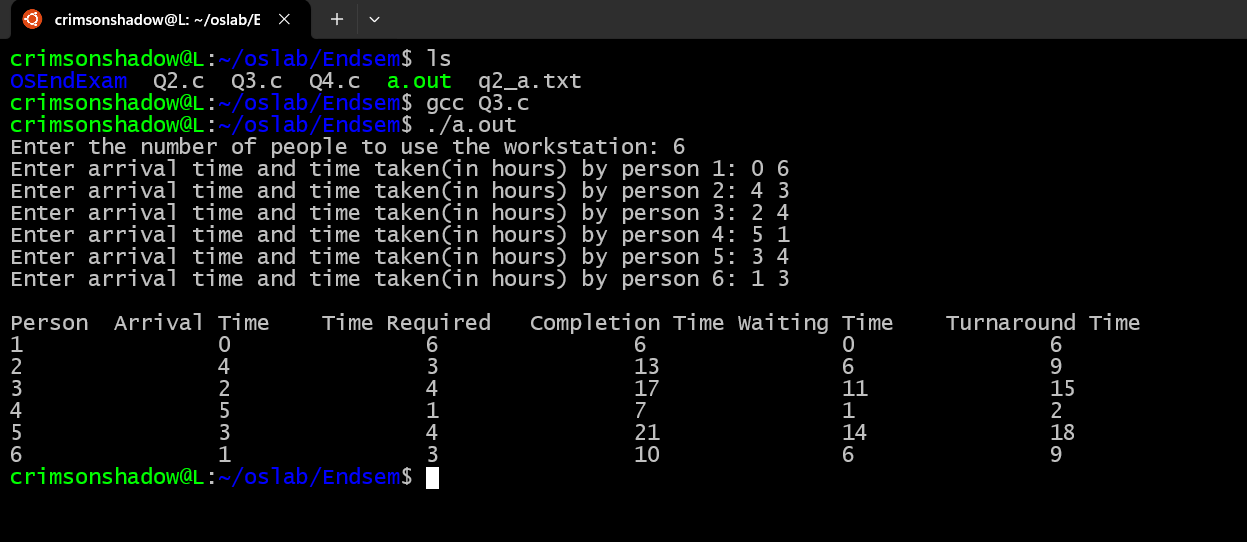 crimsonshadow@L: ~/oslab/E
crimsonshadow@L:~/oslab/Endsem$ ls
OSEndExam  Q2.c  Q3.c  Q4.c  a.out  q2_a.txt
crimsonshadow@L:~/oslab/Endsem$ gcc Q3.c
crimsonshadow@L:~/oslab/Endsem$ ./a.out
Enter the number of people to use the workstation: 6
Enter arrival time and time taken(in hours) by person 1: 0 6
Enter arrival time and time taken(in hours) by person 2: 4 3
Enter arrival time and time taken(in hours) by person 3: 2 4
Enter arrival time and time taken(in hours) by person 4: 5 1
Enter arrival time and time taken(in hours) by person 5: 3 4
Enter arrival time and time taken(in hours) by person 6: 1 3
Person  Arrival Time    Time Required   Completion Time Waiting Time    Turnaround Time
1               0               6               6               0               6
2               4               3               13              6               9
3               2               4               17              11              15
4               5               1               7               1               2
5               3               4               21              14              18
6               1               3               10              6               9
crimsonshadow@L:~/oslab/Endsem$